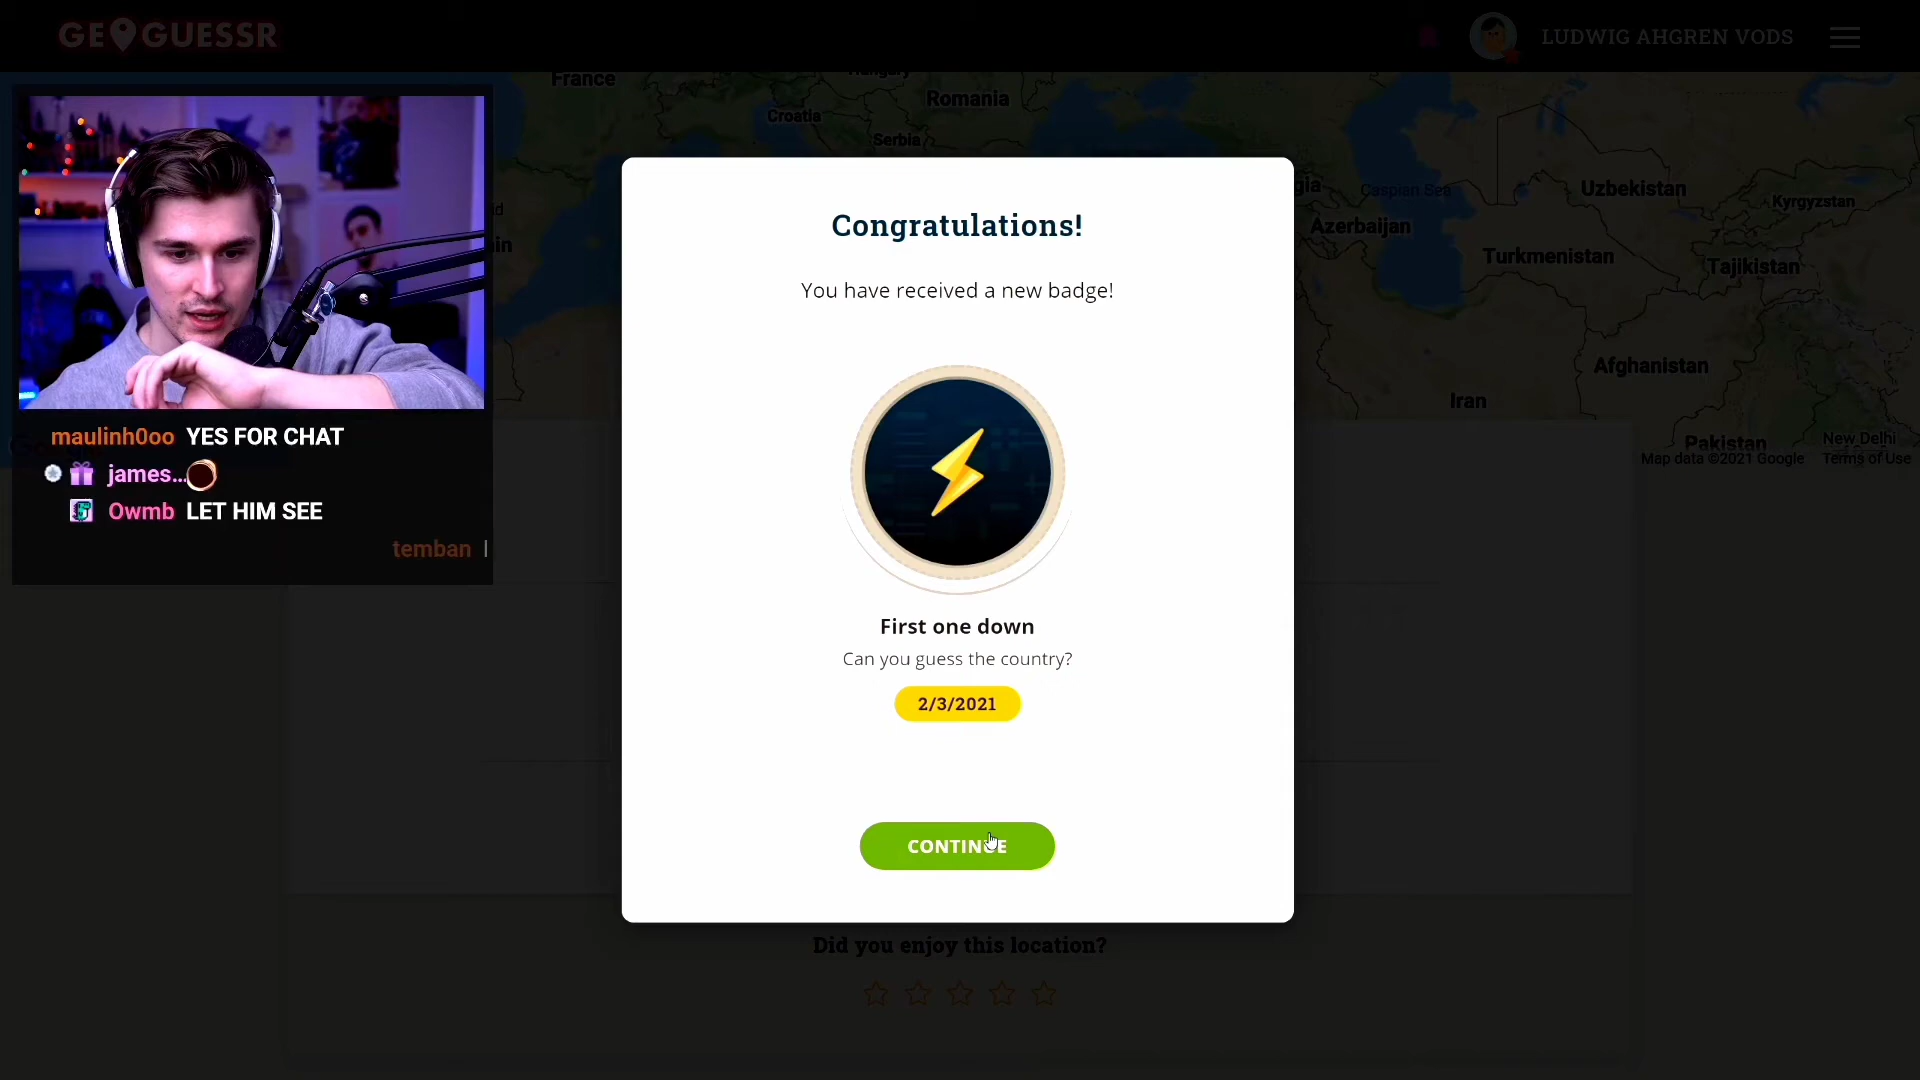 GEOGUESSR
LUDWIG AHGREN VODS
France
Hungary
Romania
Croatia
Serbia
Caspian Sea
Uzbekistan
Kyrgyzstan
gia
Azerbaijan
Turkmenistan
Tajikistan
Afghanistan
Iran
Pakistan
New Delhi
Map data ©2021 Google
Terms of Use
maulinh0oo YES FOR CHAT
james...
Owmb LET HIM SEE
temban
Congratulations!
You have received a new badge!
First one down
Can you guess the country?
2/3/2021
CONTINUE
Did you enjoy this location?